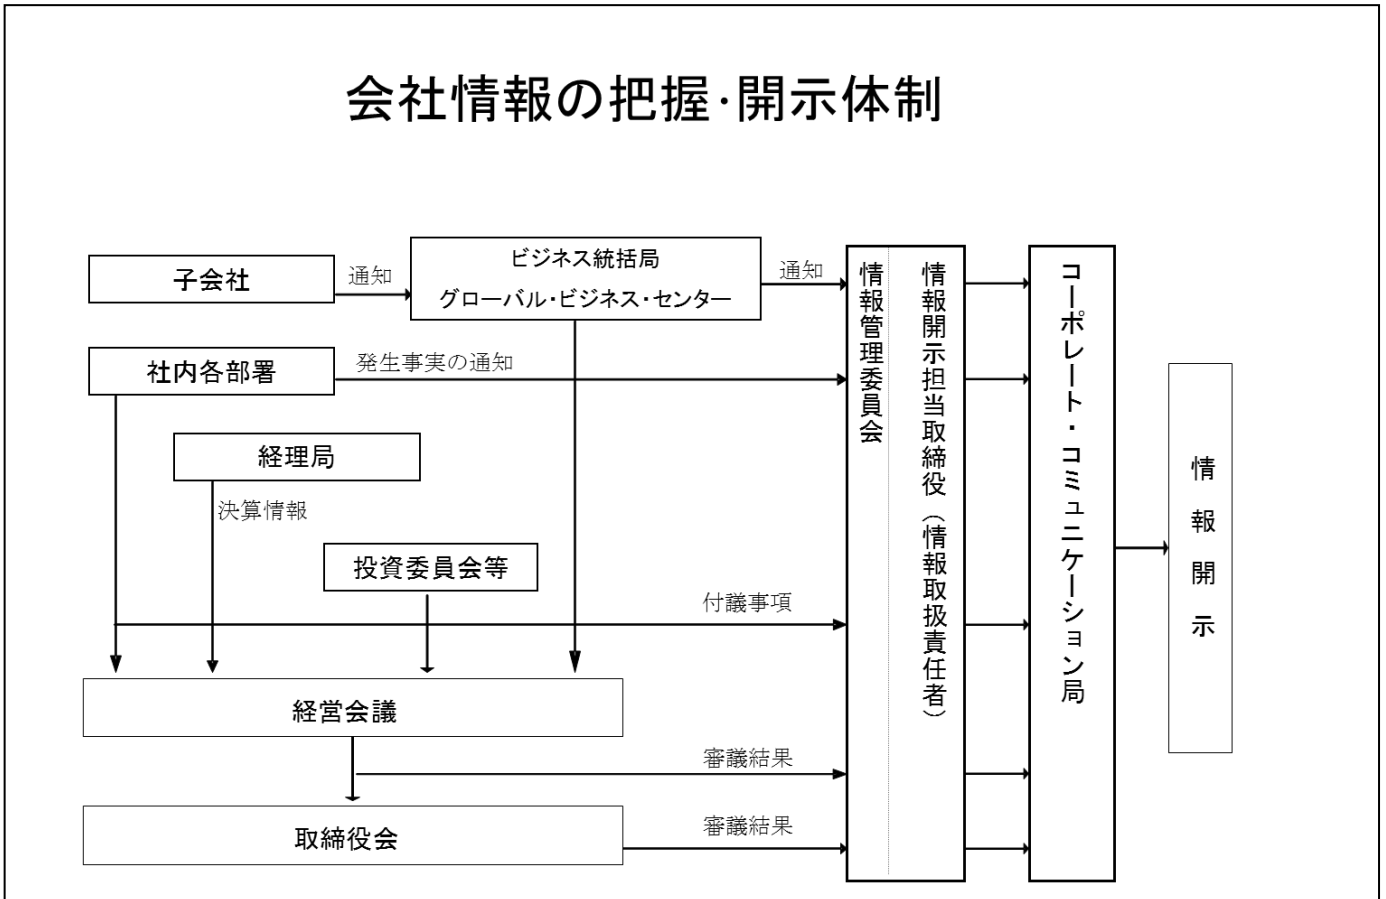 会社情報の把握・開示体制
子会社
通知
ビジネス統括局
グローバル・ビジネス・センター
通知
社内各部署
発生事実の通知
経理局
決算情報
投資委員会等
付議事項
経営会議
審議結果
取締役会
審議結果
情報管理委員会
情報開示担当取締役（情報取扱責任者）
コーポレート・コミュニケーション局
情報開示